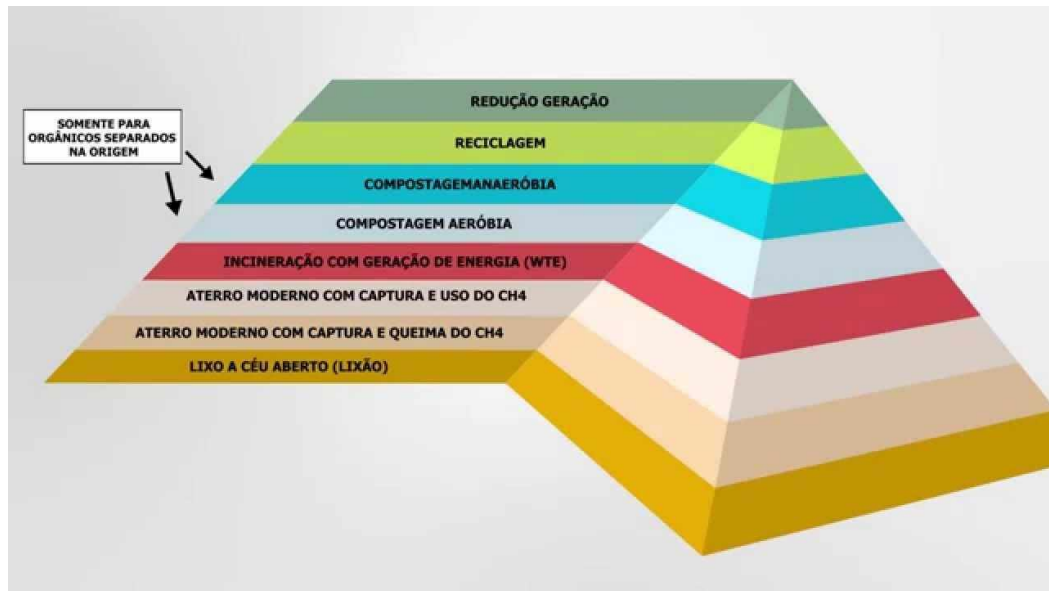 REDUÇÃO GERAÇÃO
SOMENTE PARA
ORGÂNICOS SEPARADOS
NA ORIGEM
RECICLAGEM
COMPOSTAGEMANAERÓBIA
COMPOSTAGEM AERÓBIA
INCINERAÇÃO COM GERAÇÃO DE ENERGIA (WTE)
ATERRO MODERNO COM CAPTURA E USO DO CH4
ATERRO MODERNO COM CAPTURA E QUEIMA DO CH4
LIXO A CÉU ABERTO (LIXÃO)